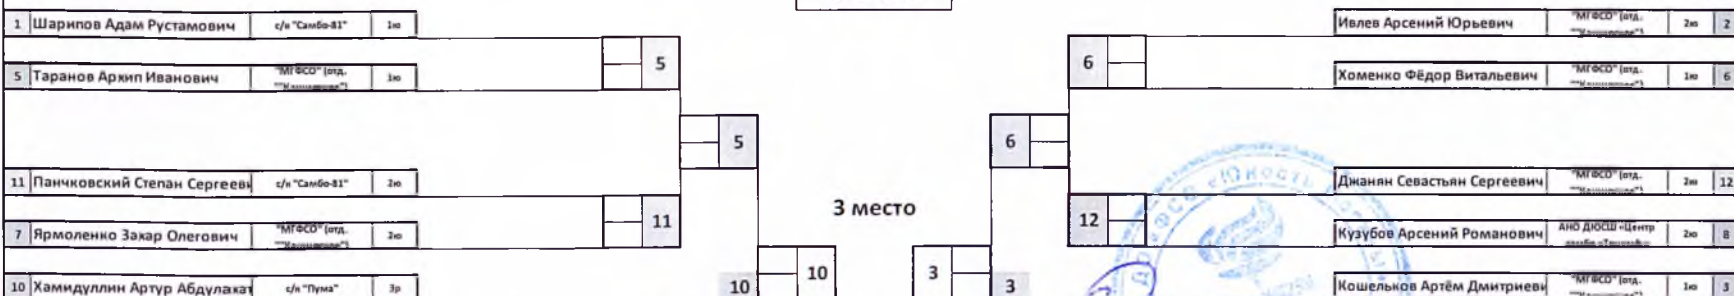 1 Шарипов Адам Рустамович с/к "Самбо-81" 1ю
5 Таранов Архип Иванович "МГФСО" (отд. 1ю
5
5
11 Панчковский Степан Сергееви с/к "Самбо-81" 2ю
11
7 Ярмоленко Захар Олегович "МГФСО" (отд. 2ю
10 Хамидуллин Артур Абдулахат с/к "Пума" 3р
10
10
3 место
Ивлев Арсений Юрьевич "МГФСО" (отд. 2ю 2
6
Хоменко Фёдор Витальевич "МГФСО" (отд. 1ю 6
6
Джанян Севастьян Сергеевич "МГФСО" (отд. 2ю 12
12
Кузубов Арсений Романович АНО ДЮСШ «Центр 2ю 8
3
3
Кошельков Артём Дмитриеви "МГФСО" (отд. 1ю 3
«Юность